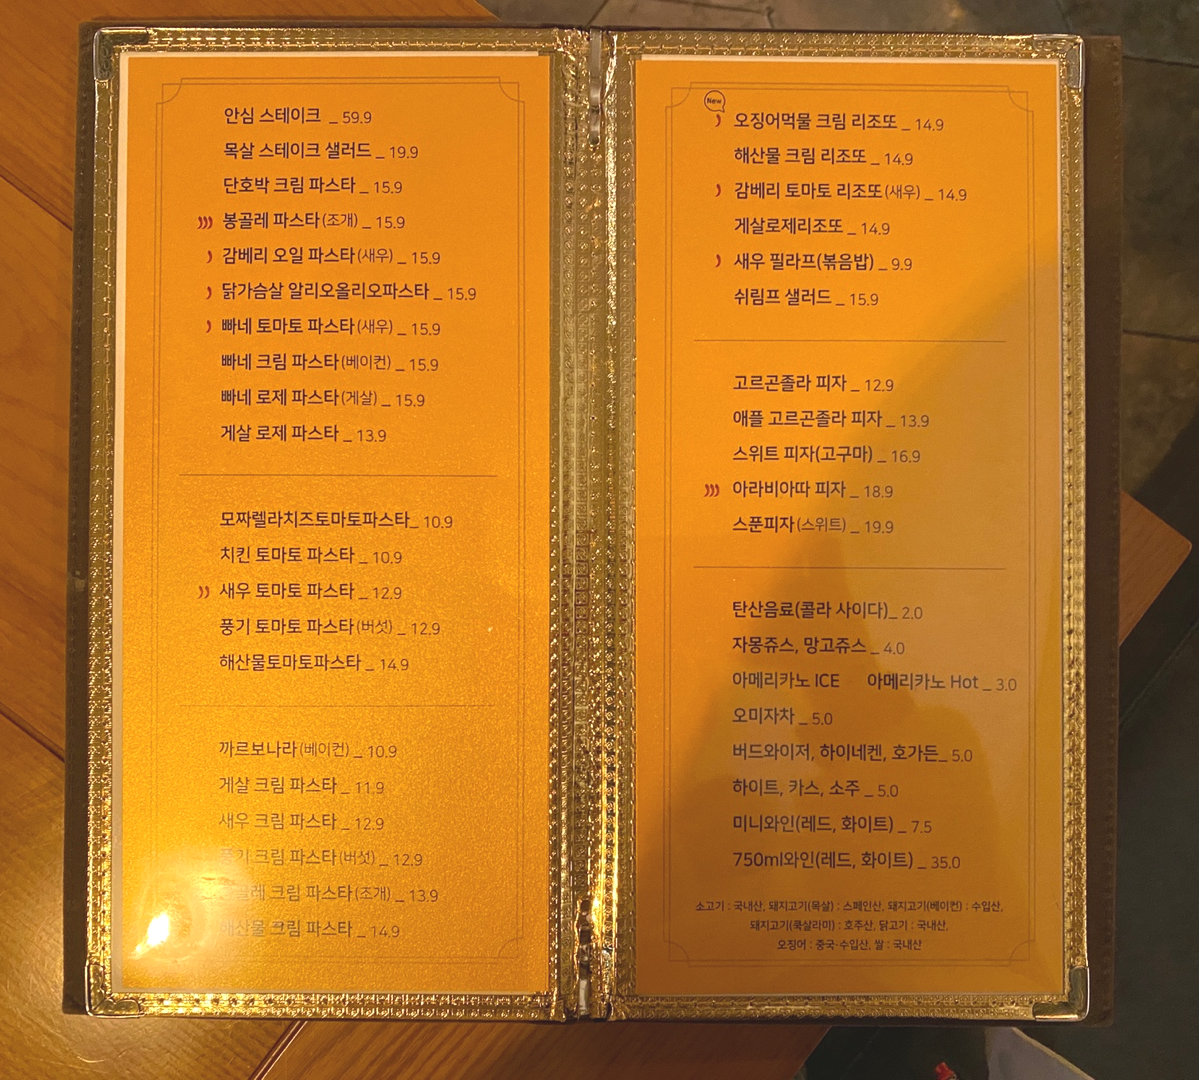 안심 스테이크 _ 59.9
목살 스테이크 샐러드 _ 19.9
단호박 크림 파스타 _ 15.9
봉골레 파스타(조개) _ 15.9
감베리 오일 파스타(새우) _ 15.9
닭가슴살 알리오올리오파스타 _ 15.9
빠네 토마토 파스타(새우) _ 15.9
빠네 크림 파스타(베이컨) _ 15.9
빠네 로제 파스타(게살) _ 15.9
게살 로제 파스타 _ 13.9
모짜렐라치즈토마토파스타_ 10.9
치킨 토마토 파스타 _ 10.9
새우 토마토 파스타 _ 12.9
풍기 토마토 파스타(버섯) _ 12.9
해산물토마토파스타 _ 14.9
까르보나라(베이컨) _ 10.9
게살 크림 파스타 _ 11.9
새우 크림 파스타 _ 12.9
풍기 크림 파스타(버섯) _ 12.9
크림 파스타(조개) _ 13.9
해산물 크림 파스타 _ 14.9
New
오징어먹물 크림 리조또 _ 14.9
해산물 크림 리조또 _ 14.9
감베리 토마토 리조또(새우) _ 14.9
게살로제리조또 _ 14.9
새우 필라프(볶음밥) _ 9.9
쉬림프 샐러드 _ 15.9
고르곤졸라 피자 _ 12.9
애플 고르곤졸라 피자 _ 13.9
스위트 피자(고구마) _ 16.9
아라비아따 피자 _ 18.9
스푼피자(스위트) _ 19.9
탄산음료(콜라 사이다)_ 2.0
자몽쥬스, 망고쥬스 _ 4.0
아메리카노 ICE 아메리카노 Hot _ 3.0
오미자차 _ 5.0
버드와이저, 하이네켄, 호가든_ 5.0
하이트, 카스, 소주 _ 5.0
미니와인(레드, 화이트) _ 7.5
750ml와인(레드, 화이트) _ 35.0
소고기 : 국내산, 돼지고기(목살) : 스페인산, 돼지고기(베이컨) : 수입산,
돼지고기(쿡살라미) : 호주산, 닭고기 : 국내산,
오징어 : 중국·수입산, 쌀 : 국내산